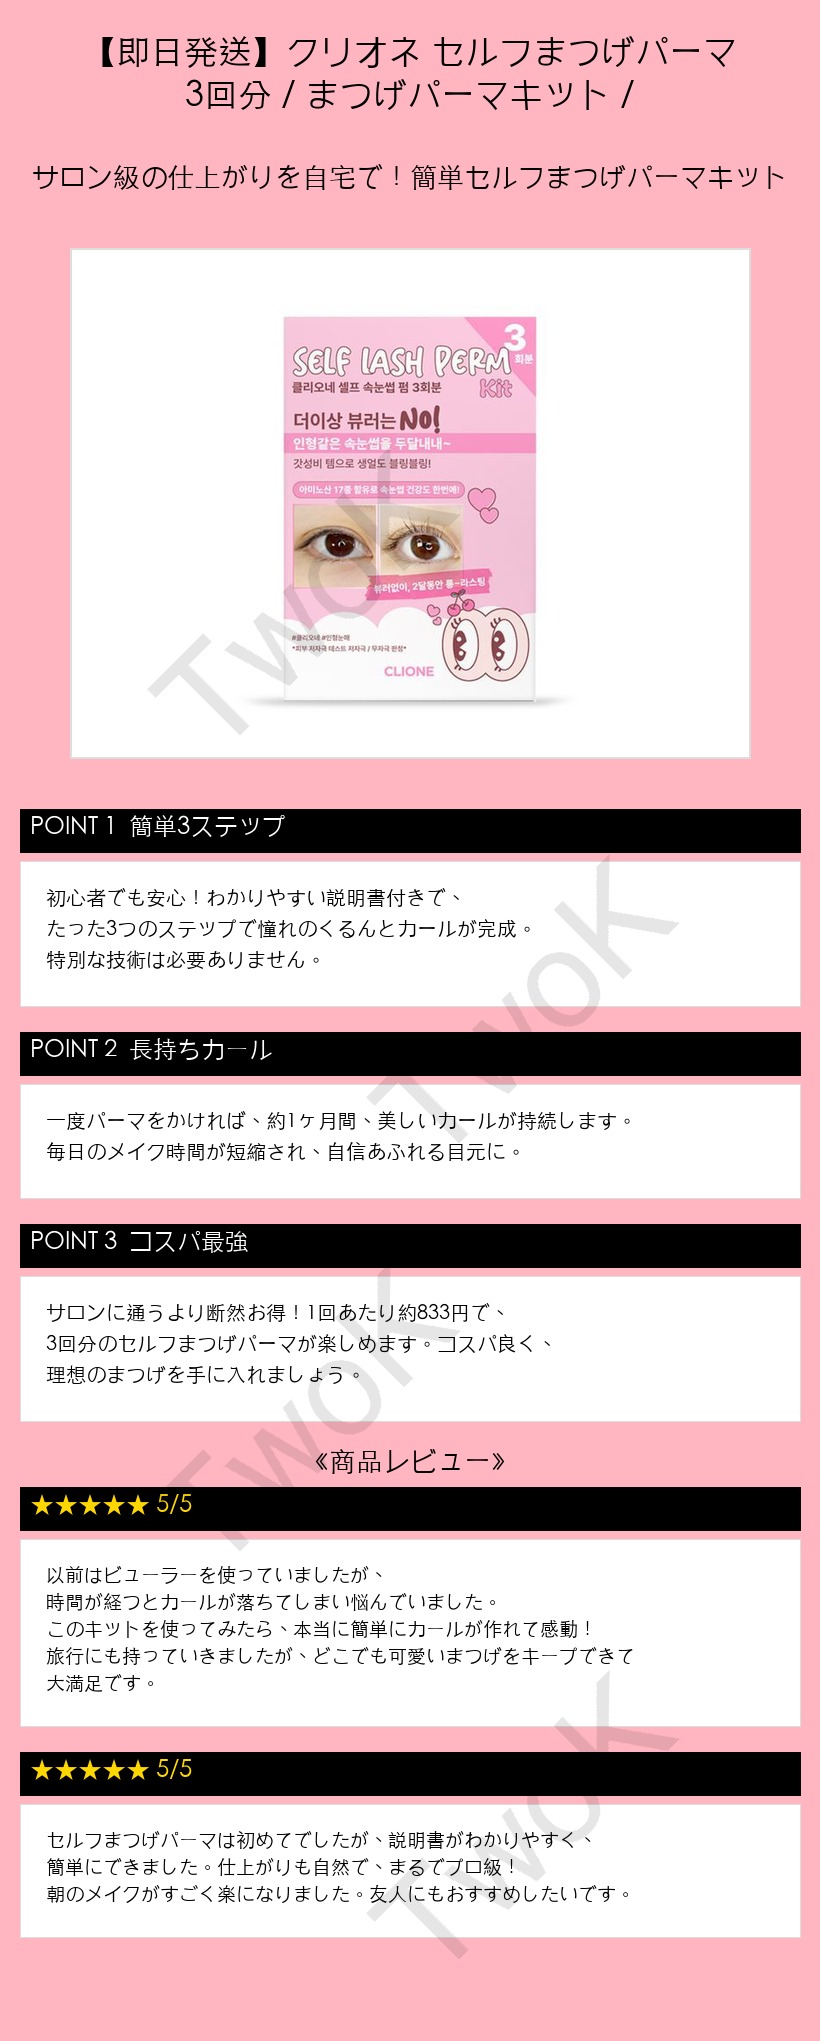 【即日発送】クリオネ セルフまつげパーマ
3回分 / まつげパーマキット /
サロン級の仕上がりを自宅で！簡単セルフまつげパーマキット
3
회분
SELF LASH PERM
Kit
클리오네 셀프 속눈썹 펌 3회분
더이상 뷰러는 NO!
인형같은 속눈썹을 두달내내~
갓성비 템으로 생얼도 블링블링!
아미노산 17종 함유로 속눈썹 건강도 한번에!
뷰러없이, 2달동안 롱-라스팅
#클리오네 #인형눈매
*피부 저자극 테스트 저자극 / 무자극 판정*
CLIONE
TwoK
POINT 1 簡単3ステップ
初心者でも安心！わかりやすい説明書付きで、
たった3つのステップで憧れのくるんとカールが完成。
特別な技術は必要ありません。
TwoK
POINT 2 長持ちカール
一度パーマをかければ、約1ヶ月間、美しいカールが持続します。
毎日のメイク時間が短縮され、自信あふれる目元に。
POINT 3 コスパ最強
サロンに通うより断然お得！1回あたり約833円で、
3回分のセルフまつげパーマが楽しめます。コスパ良く、
理想のまつげを手に入れましょう。
TwoK
《商品レビュー》
★★★★★ 5/5
以前はビューラーを使っていましたが、
時間が経つとカールが落ちてしまい悩んでいました。
このキットを使ってみたら、本当に簡単にカールが作れて感動！
旅行にも持っていきましたが、どこでも可愛いまつげをキープできて
大満足です。
★★★★★ 5/5
セルフまつげパーマは初めてでしたが、説明書がわかりやすく、
簡単にできました。仕上がりも自然で、まるでプロ級！
朝のメイクがすごく楽になりました。友人にもおすすめしたいです。
TwoK